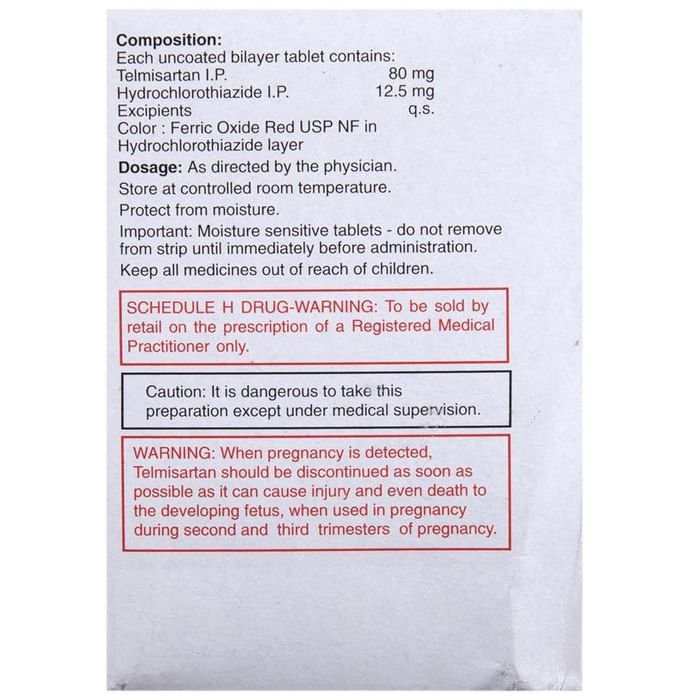 Composition:
Each uncoated bilayer tablet contains:
Telmisartan I.P. 80 mg
Hydrochlorothiazide I.P. 12.5 mg
Excipients q.s.
Color : Ferric Oxide Red USP NF in
Hydrochlorothiazide layer
Dosage: As directed by the physician.
Store at controlled room temperature.
Protect from moisture.
Important: Moisture sensitive tablets - do not remove
from strip until immediately before administration.
Keep all medicines out of reach of children.
SCHEDULE H DRUG-WARNING: To be sold by
retail on the prescription of a Registered Medical
Practitioner only.
Caution: It is dangerous to take this
preparation except under medical supervision.
WARNING: When pregnancy is detected,
Telmisartan should be discontinued as soon as
possible as it can cause injury and even death to
the developing fetus, when used in pregnancy
during second and third trimesters of pregnancy.